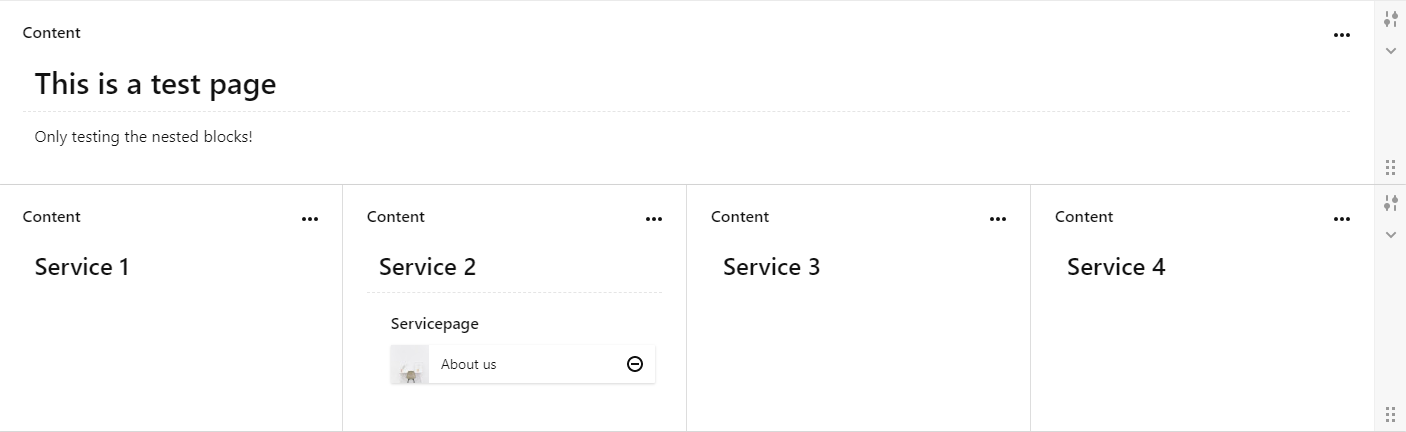 Content
This is a test page
Only testing the nested blocks!
Content
Service 1
Content
Service 2
Servicepage
About us
Content
Service 3
Content
Service 4